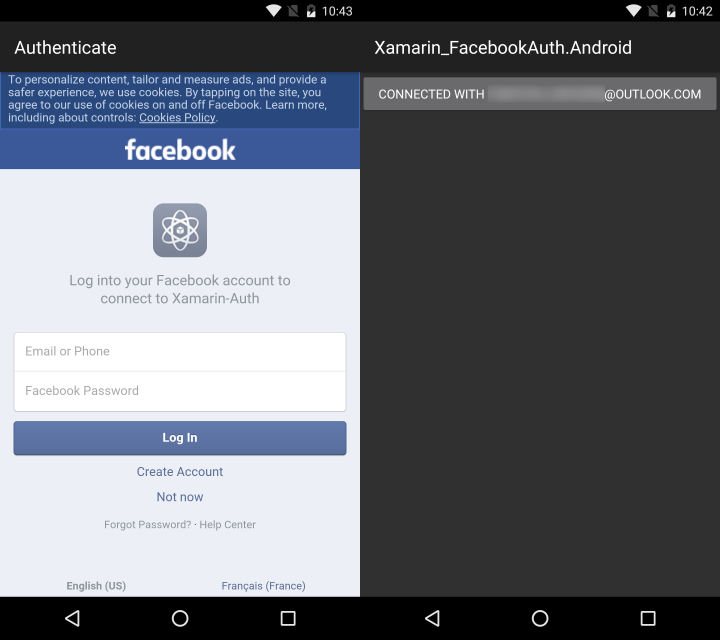 10:43
Authenticate
To personalize content, tailor and measure ads, and provide a
safer experience, we use cookies. By tapping on the site, you
agree to our use of cookies on and off Facebook. Learn more,
including about controls: Cookies Policy.
facebook
Log into your Facebook account to
connect to Xamarin-Auth
Email or Phone
Facebook Password
Log In
Create Account
Not now
Forgot Password? · Help Center
English (US)
Français (France)
10:42
Xamarin_FacebookAuth.Android
CONNECTED WITH @OUTLOOK.COM